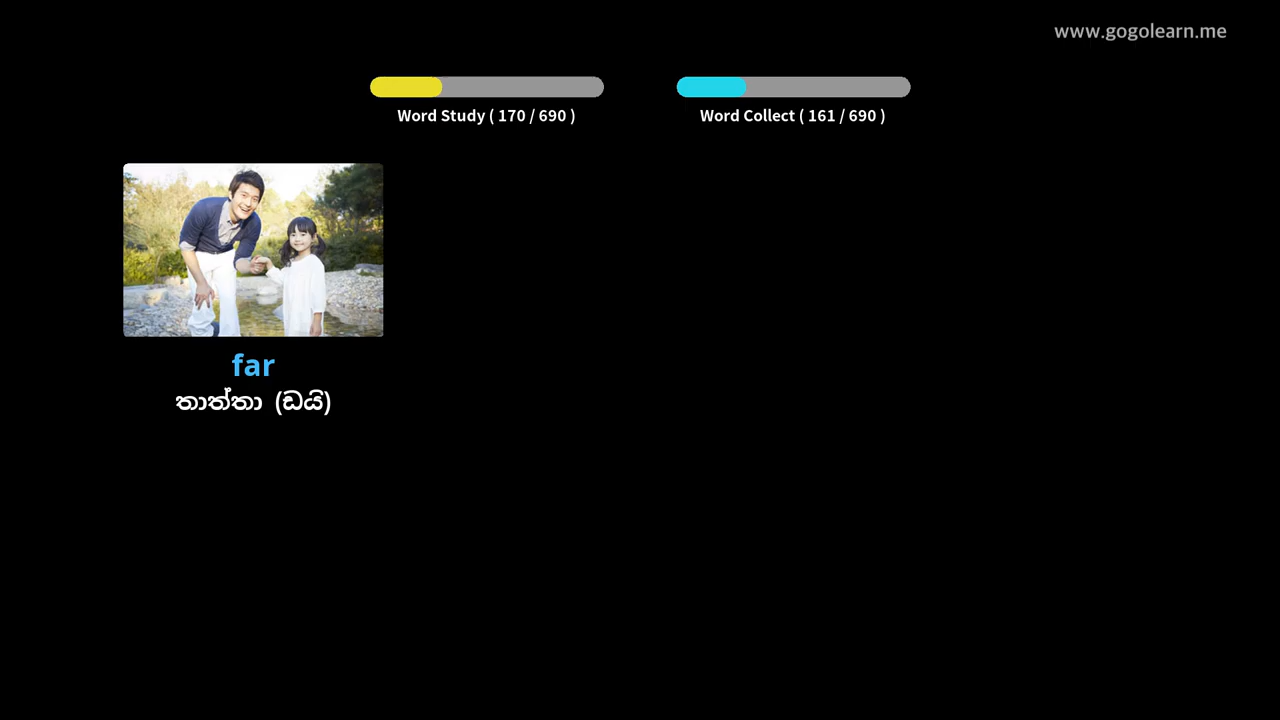 www.gogolearn.me
Word Study ( 170 / 690 )
Word Collect ( 161 / 690 )
far
තාත්තා (ඩයි)